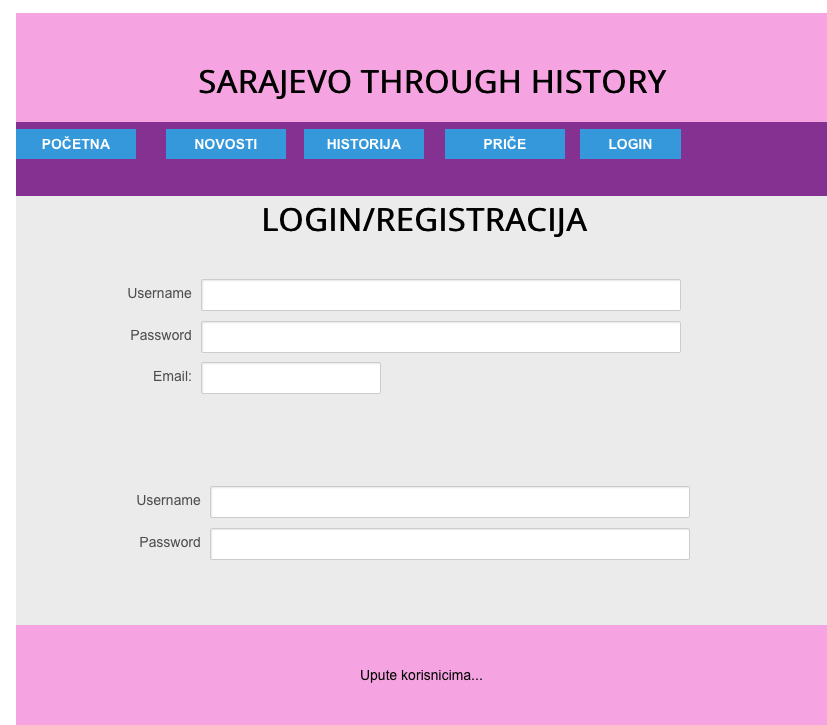 SARAJEVO THROUGH HISTORY
POČETNA NOVOSTI HISTORIJA PRIČE LOGIN
LOGIN/REGISTRACIJA
Username
Password
Email:
Username
Password
Upute korisnicima...